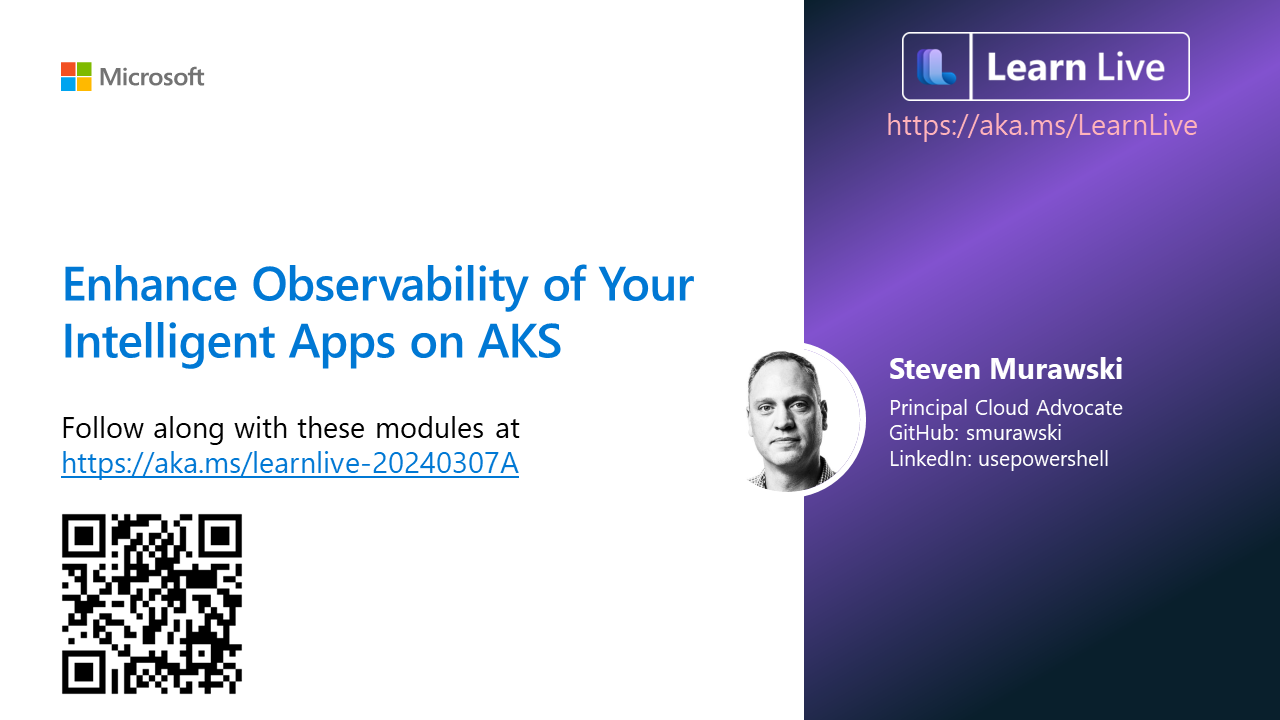 Microsoft
Learn Live
https://aka.ms/LearnLive
Enhance Observability of Your
Intelligent Apps on AKS
Follow along with these modules at
https://aka.ms/learnlive-20240307A
Steven Murawski
Principal Cloud Advocate
GitHub: smurawski
LinkedIn: usepowershell